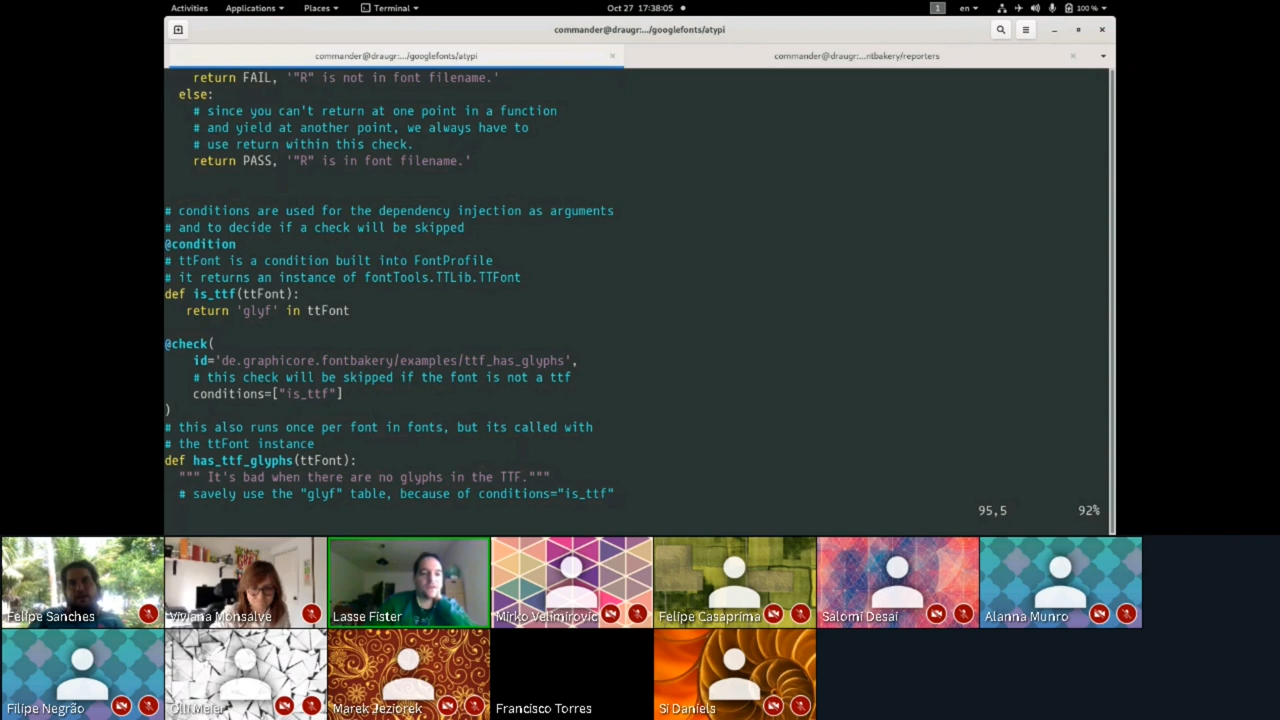 Activities Applications Places Terminal Oct 27 17:38:05 1 en 100 %
commander@draugr:.../googlefonts/atypi
commander@draugr:.../googlefonts/atypi commander@draugr:...ntbakery/reporters
return FAIL, '"R" is not in font filename.'
else:
# since you can't return at one point in a function
# and yield at another point, we always have to
# use return within this check.
return PASS, '"R" is in font filename.'
# conditions are used for the dependency injection as arguments
# and to decide if a check will be skipped
@condition
# ttFont is a condition built into FontProfile
# it returns an instance of fontTools.TTLib.TTFont
def is_ttf(ttFont):
return 'glyf' in ttFont
@check(
id='de.graphicore.fontbakery/examples/ttf_has_glyphs',
# this check will be skipped if the font is not a ttf
conditions=["is_ttf"]
)
# this also runs once per font in fonts, but its called with
# the ttFont instance
def has_ttf_glyphs(ttFont):
""" It's bad when there are no glyphs in the TTF."""
# savely use the "glyf" table, because of conditions="is_ttf"
95,5 92%
Felipe Sanches Viviana Monsalve Lasse Fister Mirko Velimirovic Felipe Casaprima Salomi Desai Alanna Munro
Filipe Negrão Olli Meier Marek Jeziorek Francisco Torres Si Daniels